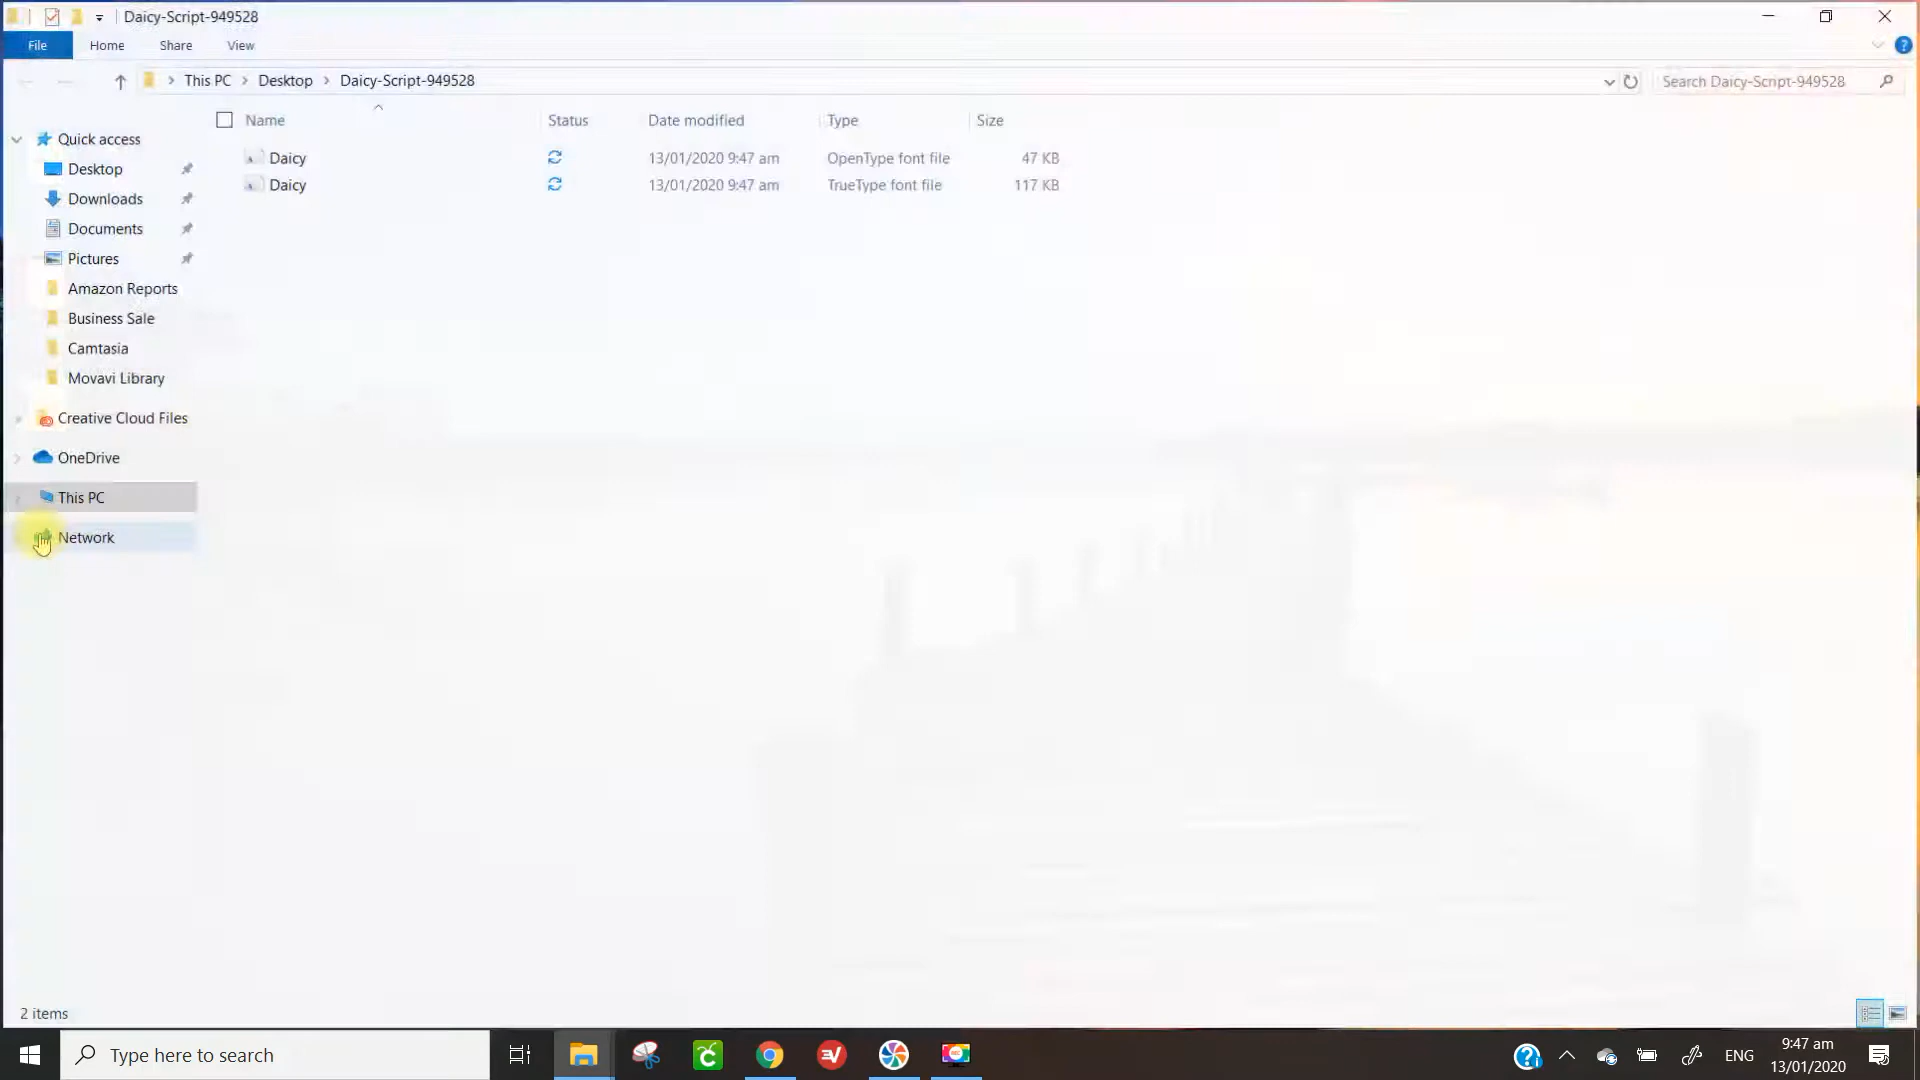 Daicy-Script-949528
File Home Share View
This PC Desktop Daicy-Script-949528
Search Daicy-Script-949528
Name Status Date modified Type Size
Daicy 13/01/2020 9:47 am OpenType font file 47 KB
Daicy 13/01/2020 9:47 am TrueType font file 117 KB
Quick access
Desktop
Downloads
Documents
Pictures
Amazon Reports
Business Sale
Camtasia
Movavi Library
Creative Cloud Files
OneDrive
This PC
Network
2 items
Type here to search
ENG
9:47 am
13/01/2020